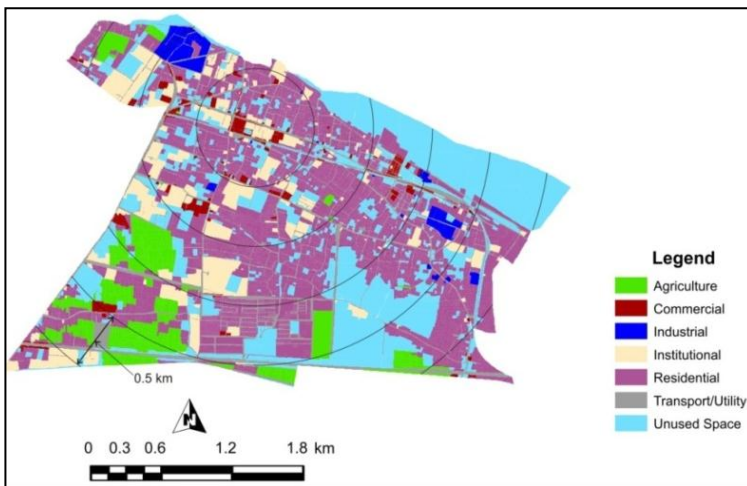 Legend
Agriculture
Commercial
Industrial
Institutional
Residential
Transport/Utility
Unused Space
0.5 km
N
0 0.3 0.6 1.2 1.8 km